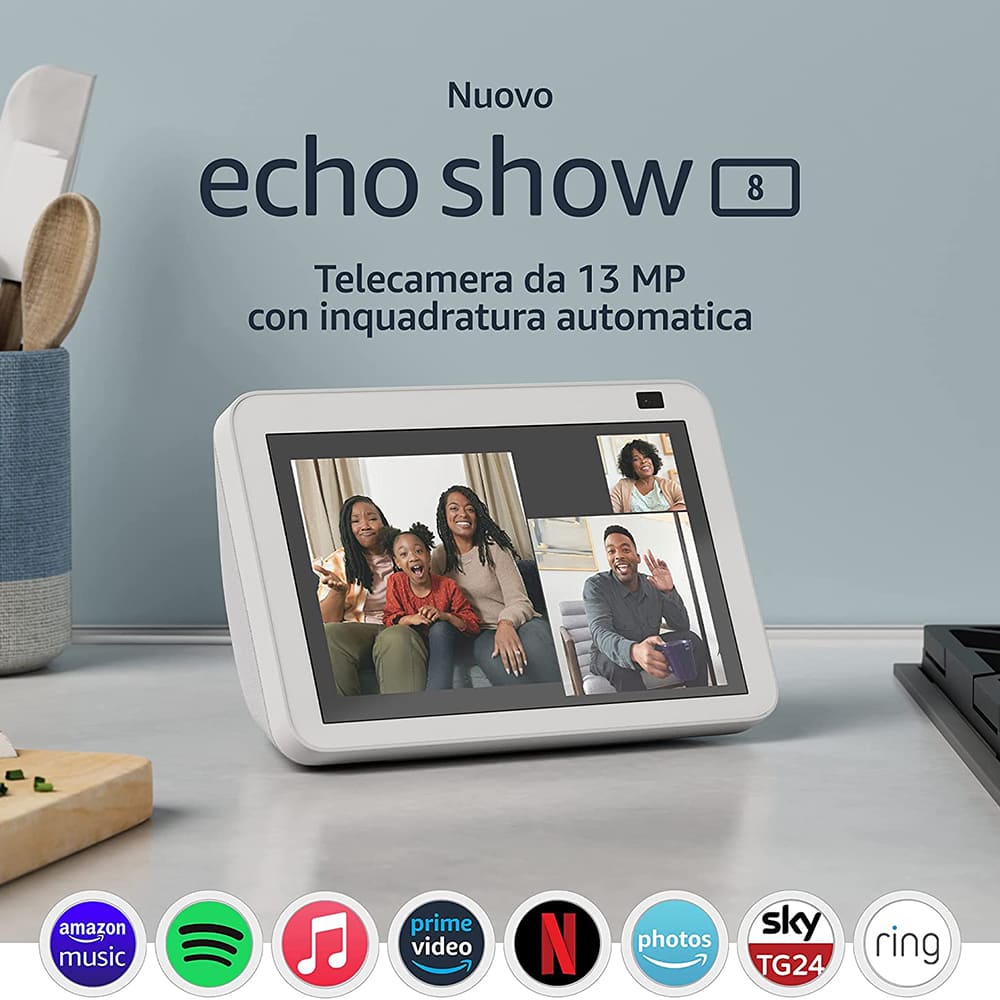 Nuovo
echo show 8
Telecamera da 13 MP
con inquadratura automatica
amazon
music
prime
video
N
photos
sky
TG24
ring